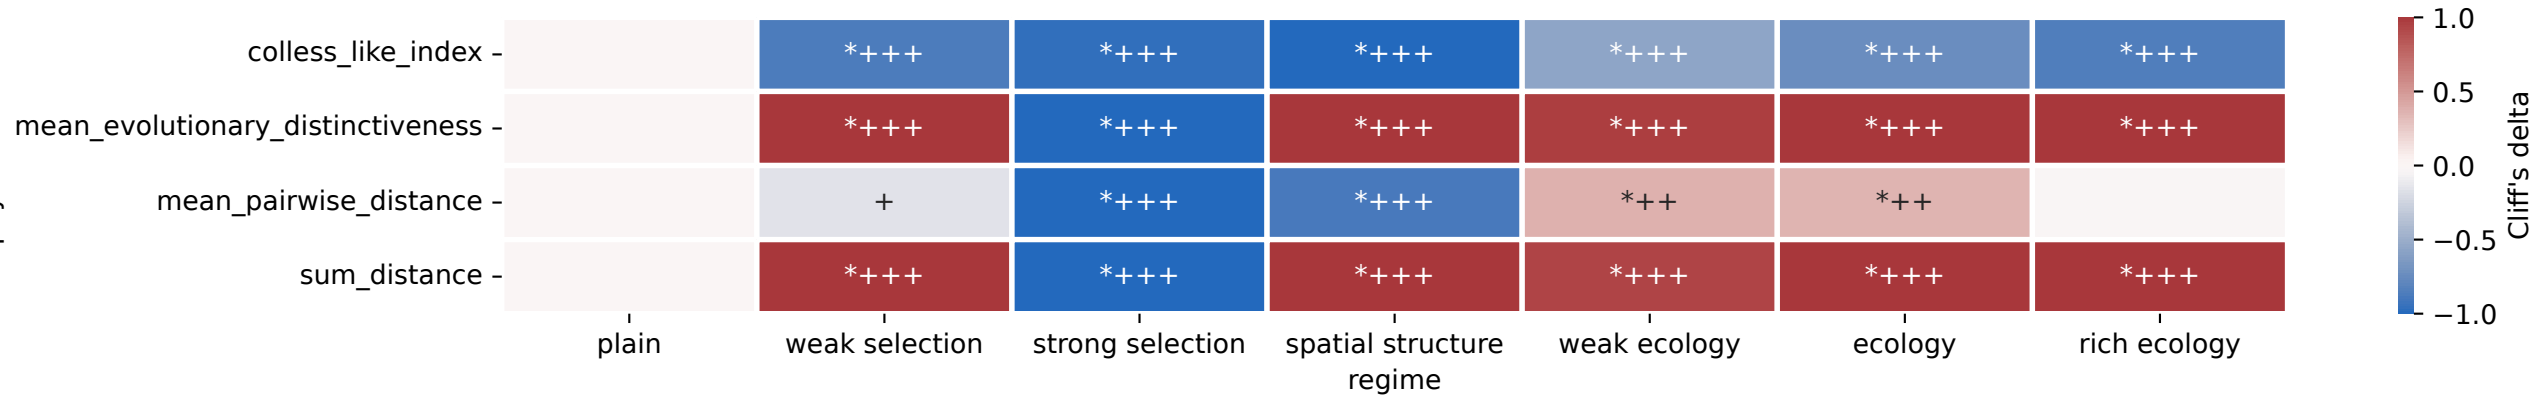 colless_like_index *+++ *+++ *+++ *+++ *+++ *+++
mean_evolutionary_distinctiveness *+++ *+++ *+++ *+++ *+++ *+++
mean_pairwise_distance + *+++ *+++ *++ *++
sum_distance *+++ *+++ *+++ *+++ *+++ *+++
plain weak selection strong selection spatial structure weak ecology ecology rich ecology
regime
1.0
0.5
0.0
−0.5
−1.0
Cliff's delta